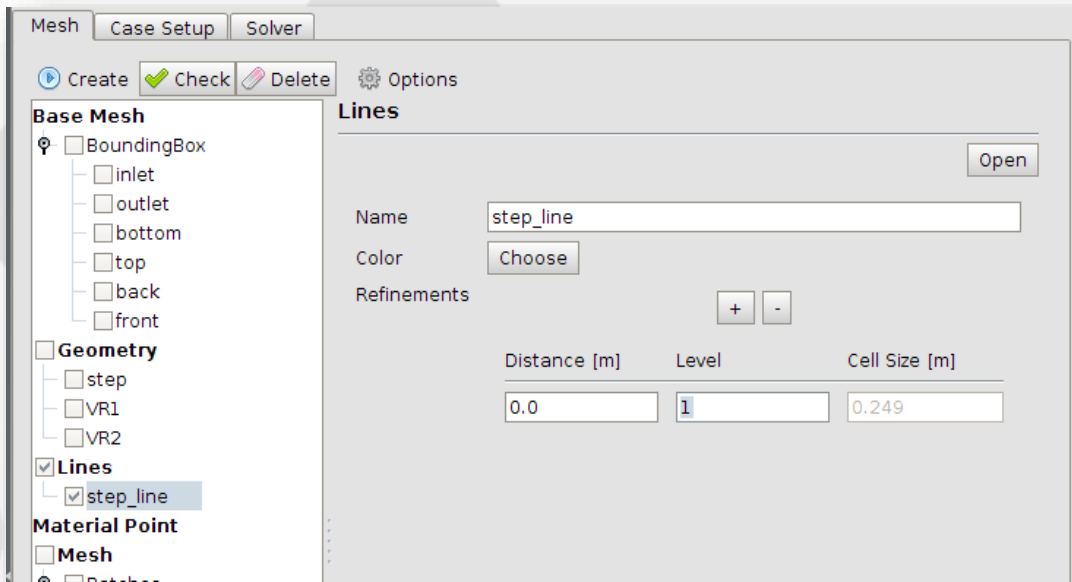 Mesh
Case Setup
Solver
Create
Check
Delete
Options
Base Mesh
BoundingBox
inlet
outlet
bottom
top
back
front
Geometry
step
VR1
VR2
Lines
step_line
Material Point
Mesh
Patches
Lines
Open
Name
step_line
Color
Choose
Refinements
+
-
Distance [m]
Level
Cell Size [m]
0.0
1
0.249